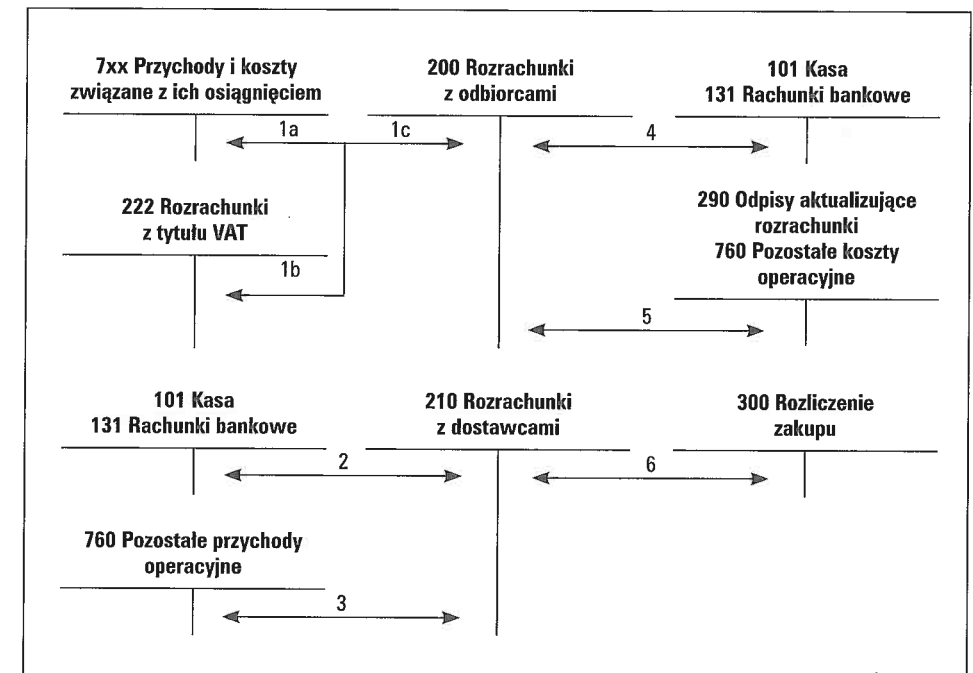 7xx Przychody i koszty
związane z ich osiągnięciem
200 Rozrachunki
z odbiorcami
101 Kasa
131 Rachunki bankowe
1a
1c
4
222 Rozrachunki
z tytułu VAT
290 Odpisy aktualizujące
rozrachunki
760 Pozostałe koszty
operacyjne
1b
5
101 Kasa
131 Rachunki bankowe
210 Rozrachunki
z dostawcami
300 Rozliczenie
zakupu
2
6
760 Pozostałe przychody
operacyjne
3